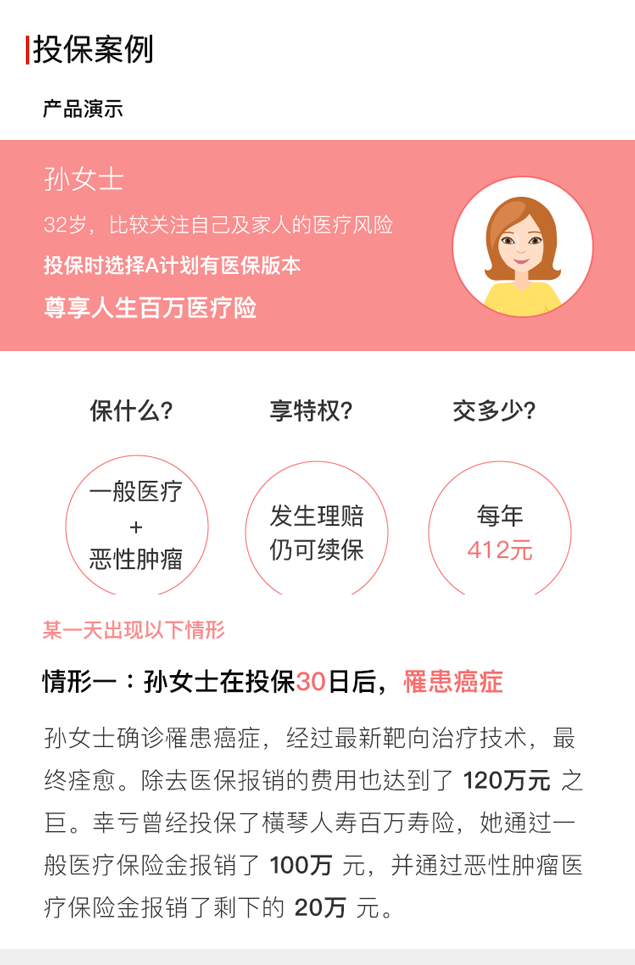 投保案例
产品演示
孙女士
32岁，比较关注自己及家人的医疗风险
投保时选择A计划有医保版本
尊享人生百万医疗险
保什么？
享特权？
交多少？
一般医疗
+
恶性肿瘤
发生理赔
仍可续保
每年
412元
某一天出现以下情形
情形一：孙女士在投保30日后，罹患癌症
孙女士确诊罹患癌症，经过最新靶向治疗技术，最
终痊愈。除去医保报销的费用也达到了 120万元 之
巨。幸亏曾经投保了横琴人寿百万寿险，她通过一
般医疗保险金报销了 100万 元，并通过恶性肿瘤医
疗保险金报销了剩下的 20万 元。